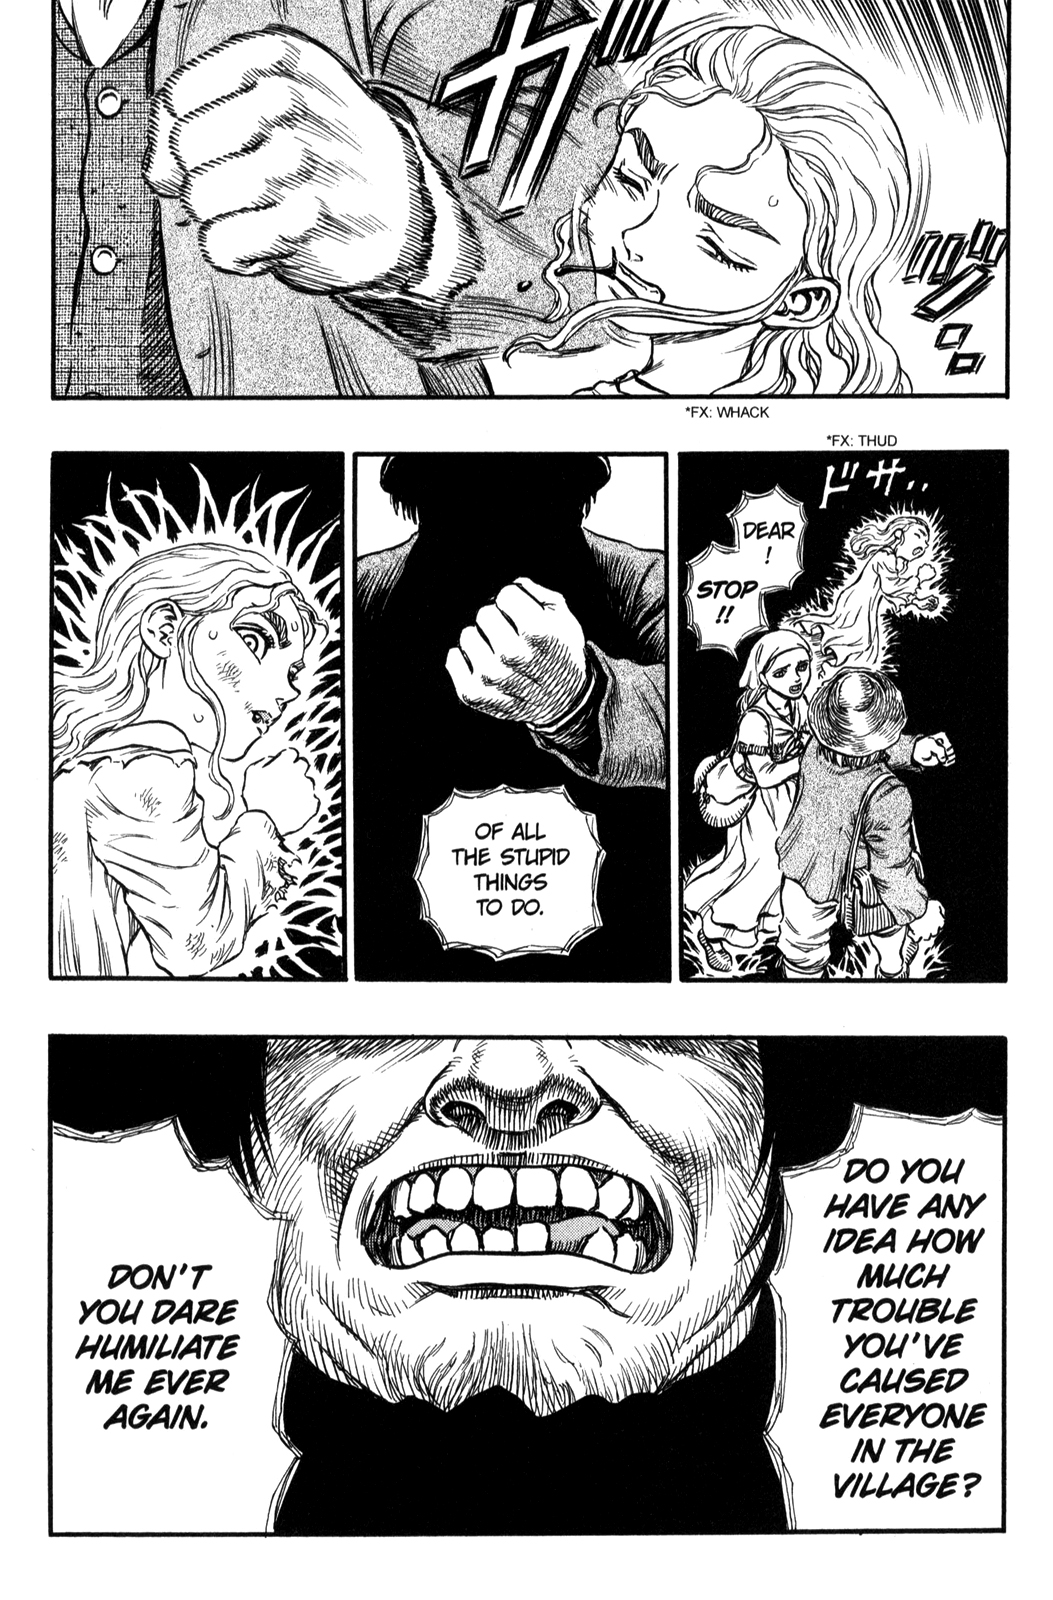 ガッ
*FX: WHACK
*FX: THUD
ドサ..
DEAR
!
STOP
!!
OF ALL
THE STUPID
THINGS
TO DO.
DO YOU
HAVE ANY
IDEA HOW
MUCH
TROUBLE
YOU'VE
CAUSED
EVERYONE
IN THE
VILLAGE?
DON'T
YOU DARE
HUMILIATE
ME EVER
AGAIN.